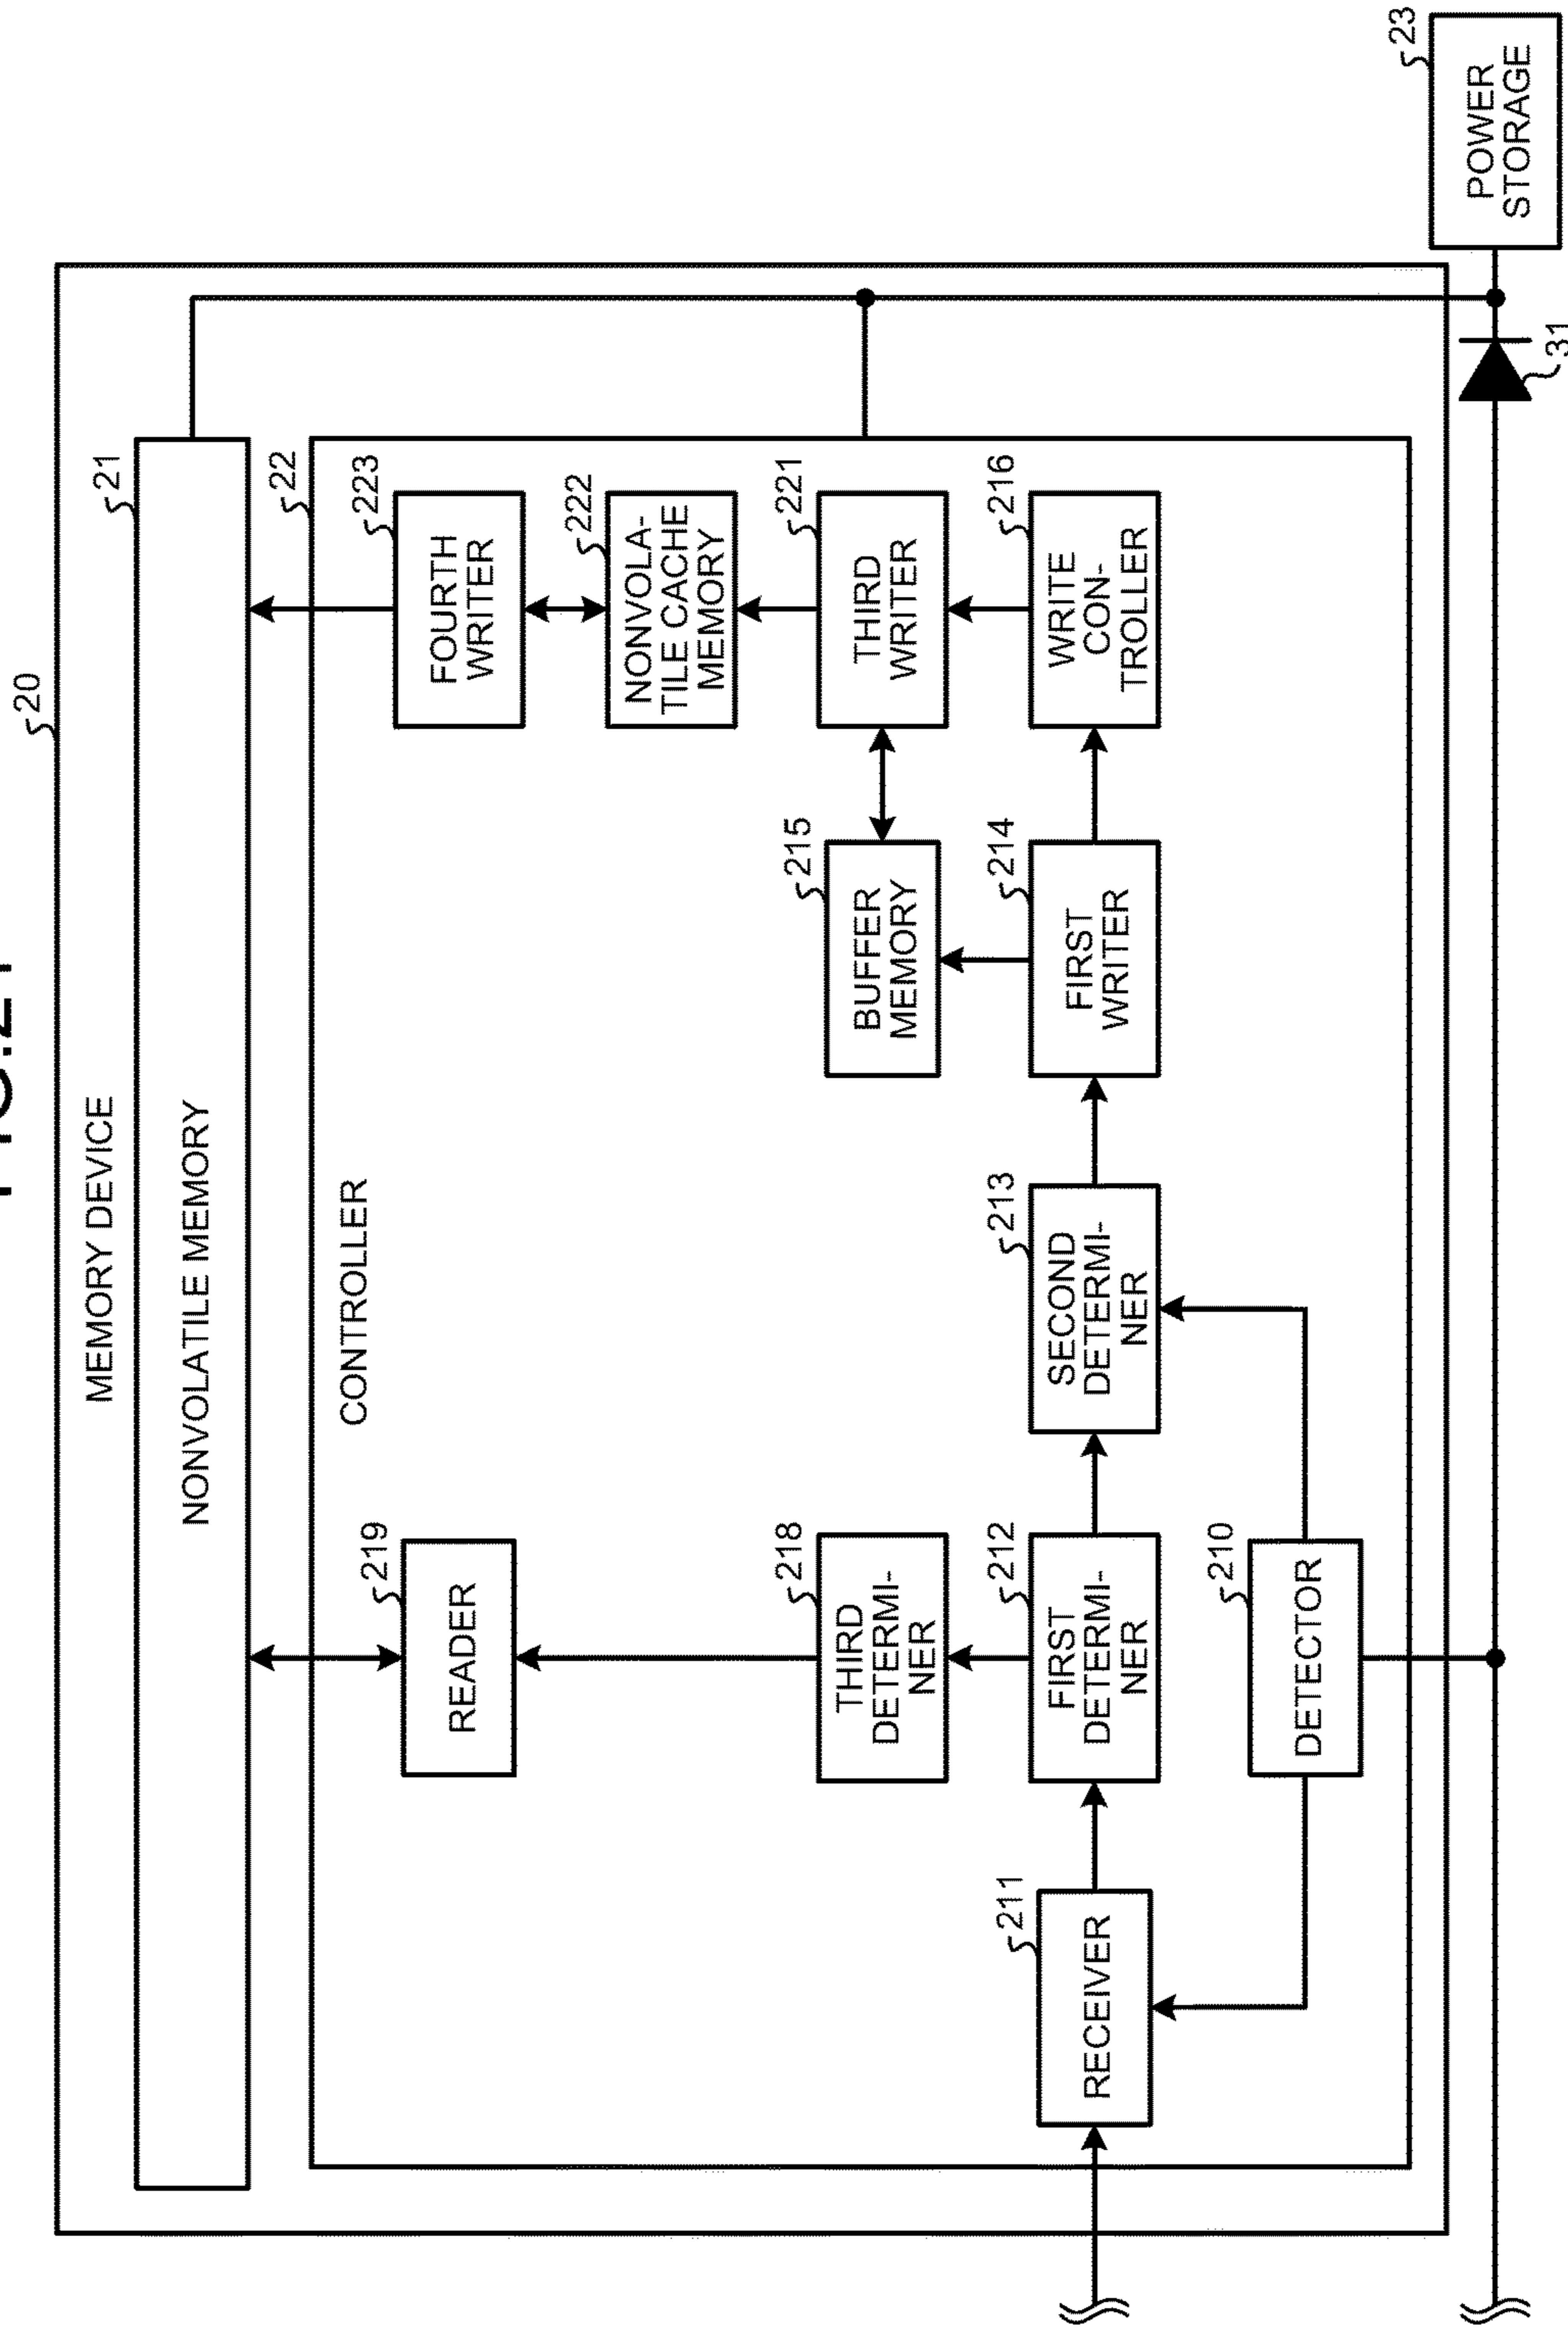 20
MEMORY DEVICE
21
NONVOLATILE MEMORY
22
CONTROLLER
219
READER
223
FOURTH
WRITER
222
NONVOLA-
TILE CACHE
MEMORY
218
THIRD
DETERMI-
NER
215
BUFFER
MEMORY
221
THIRD
WRITER
211
RECEIVER
212
FIRST
DETERMI-
NER
213
SECOND
DETERMI-
NER
214
FIRST
WRITER
216
WRITE
CON-
TROLLER
210
DETECTOR
23
POWER
STORAGE
31